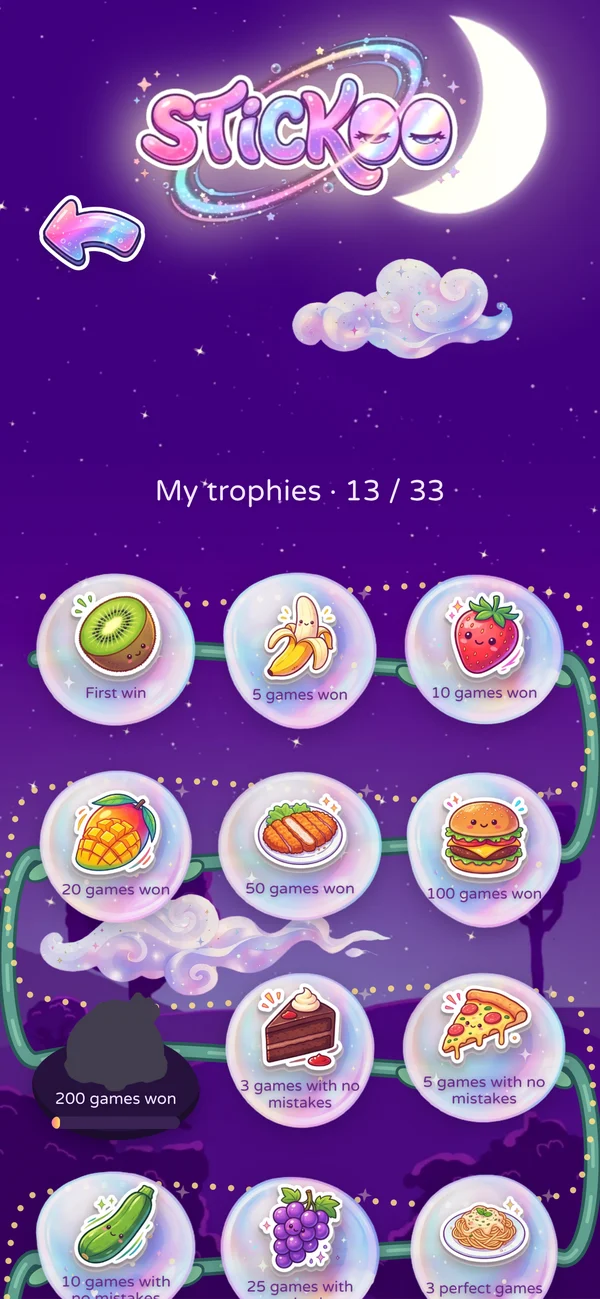 STICKOO
My trophies · 13 / 33
First win
5 games won
10 games won
20 games won
50 games won
100 games won
200 games won
3 games with no
mistakes
5 games with no
mistakes
10 games with
no mistakes
25 games with
3 perfect games